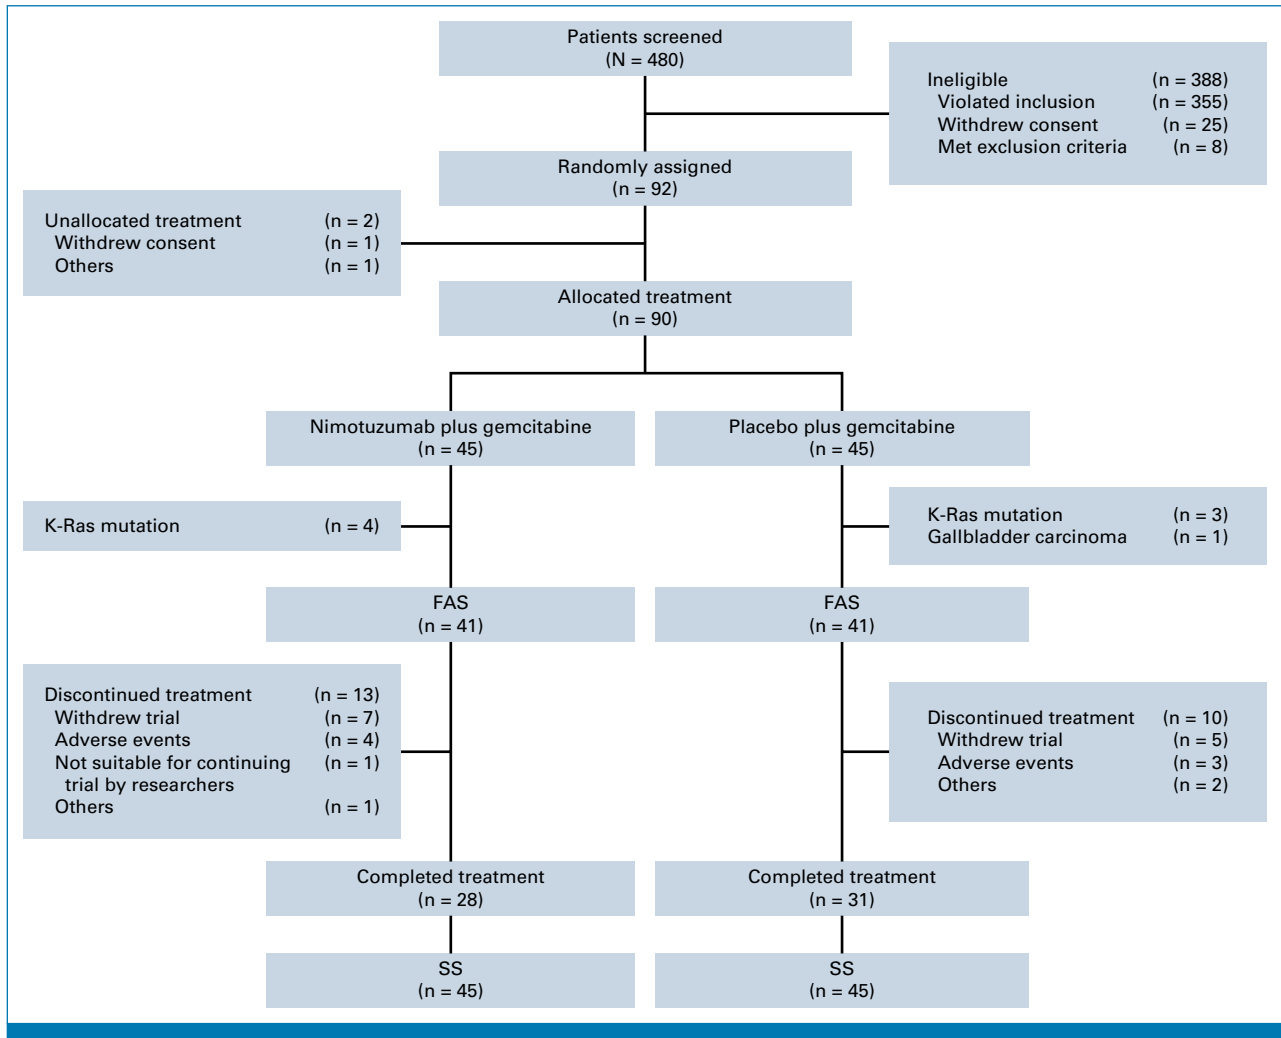 Patients screened
(N = 480)
Ineligible (n = 388)
Violated inclusion (n = 355)
Withdrew consent (n = 25)
Met exclusion criteria (n = 8)
Randomly assigned
(n = 92)
Unallocated treatment (n = 2)
Withdrew consent (n = 1)
Others (n = 1)
Allocated treatment
(n = 90)
Nimotuzumab plus gemcitabine
(n = 45)
Placebo plus gemcitabine
(n = 45)
K-Ras mutation (n = 4)
K-Ras mutation (n = 3)
Gallbladder carcinoma (n = 1)
FAS
(n = 41)
FAS
(n = 41)
Discontinued treatment (n = 13)
Withdrew trial (n = 7)
Adverse events (n = 4)
Not suitable for continuing (n = 1)
trial by researchers
Others (n = 1)
Discontinued treatment (n = 10)
Withdrew trial (n = 5)
Adverse events (n = 3)
Others (n = 2)
Completed treatment
(n = 28)
Completed treatment
(n = 31)
SS
(n = 45)
SS
(n = 45)